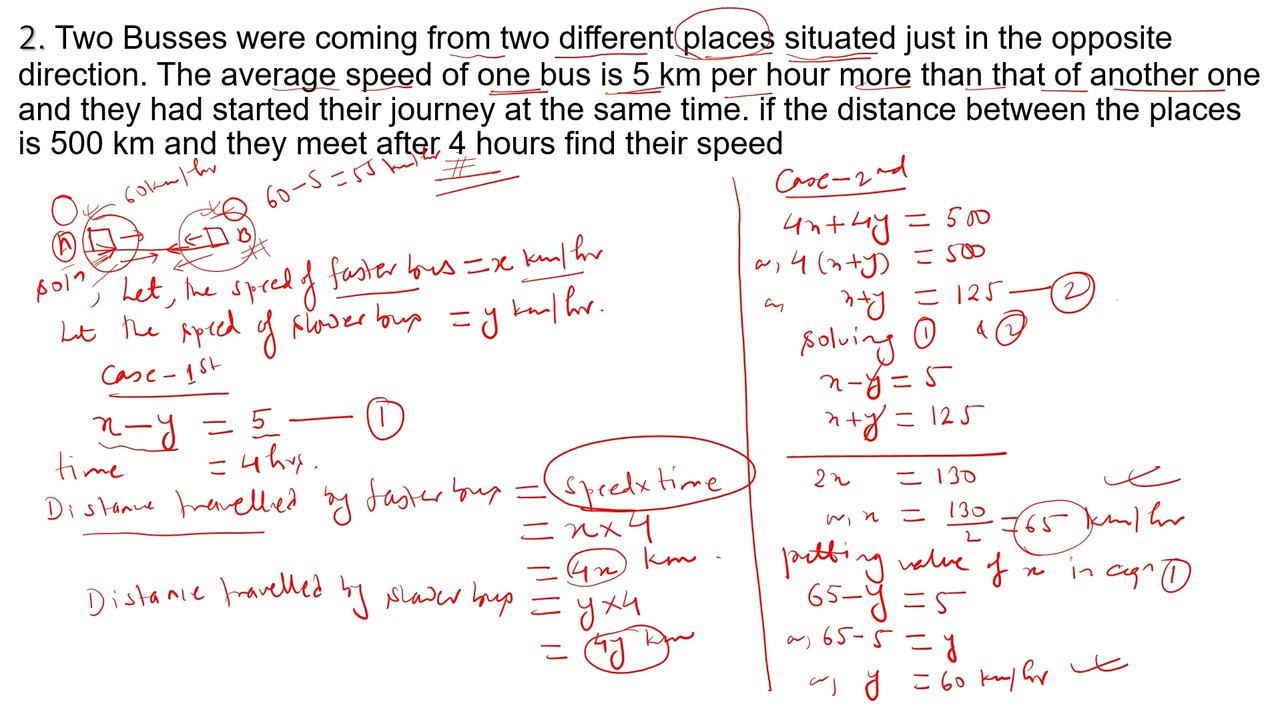 2. Two Busses were coming from two different places situated just in the opposite
direction. The average speed of one bus is 5 km per hour more than that of another one
and they had started their journey at the same time. if the distance between the places
is 500 km and they meet after 4 hours find their speed
60km/hr
60-5=55 km/hr
A
B
Soln, Let, the speed of faster bus = x km/hr
Let the speed of slower bus = y km/hr.
Case-1st
x-y = 5 — ①
time = 4hrs.
Distance travelled by faster bus = speed x time
= x×4
= 4x km
Distance travelled by slower bus = y×4
= 4y km
Case-2nd
4x+4y = 500
or, 4(x+y) = 500
or, x+y = 125 — ②
solving ① & ②
x-y = 5
x+y = 125
2x = 130
or, x = 130/2 = 65 km/hr
putting value of x in eqn ①
65-y = 5
or, 65-5 = y
or, y = 60 km/hr